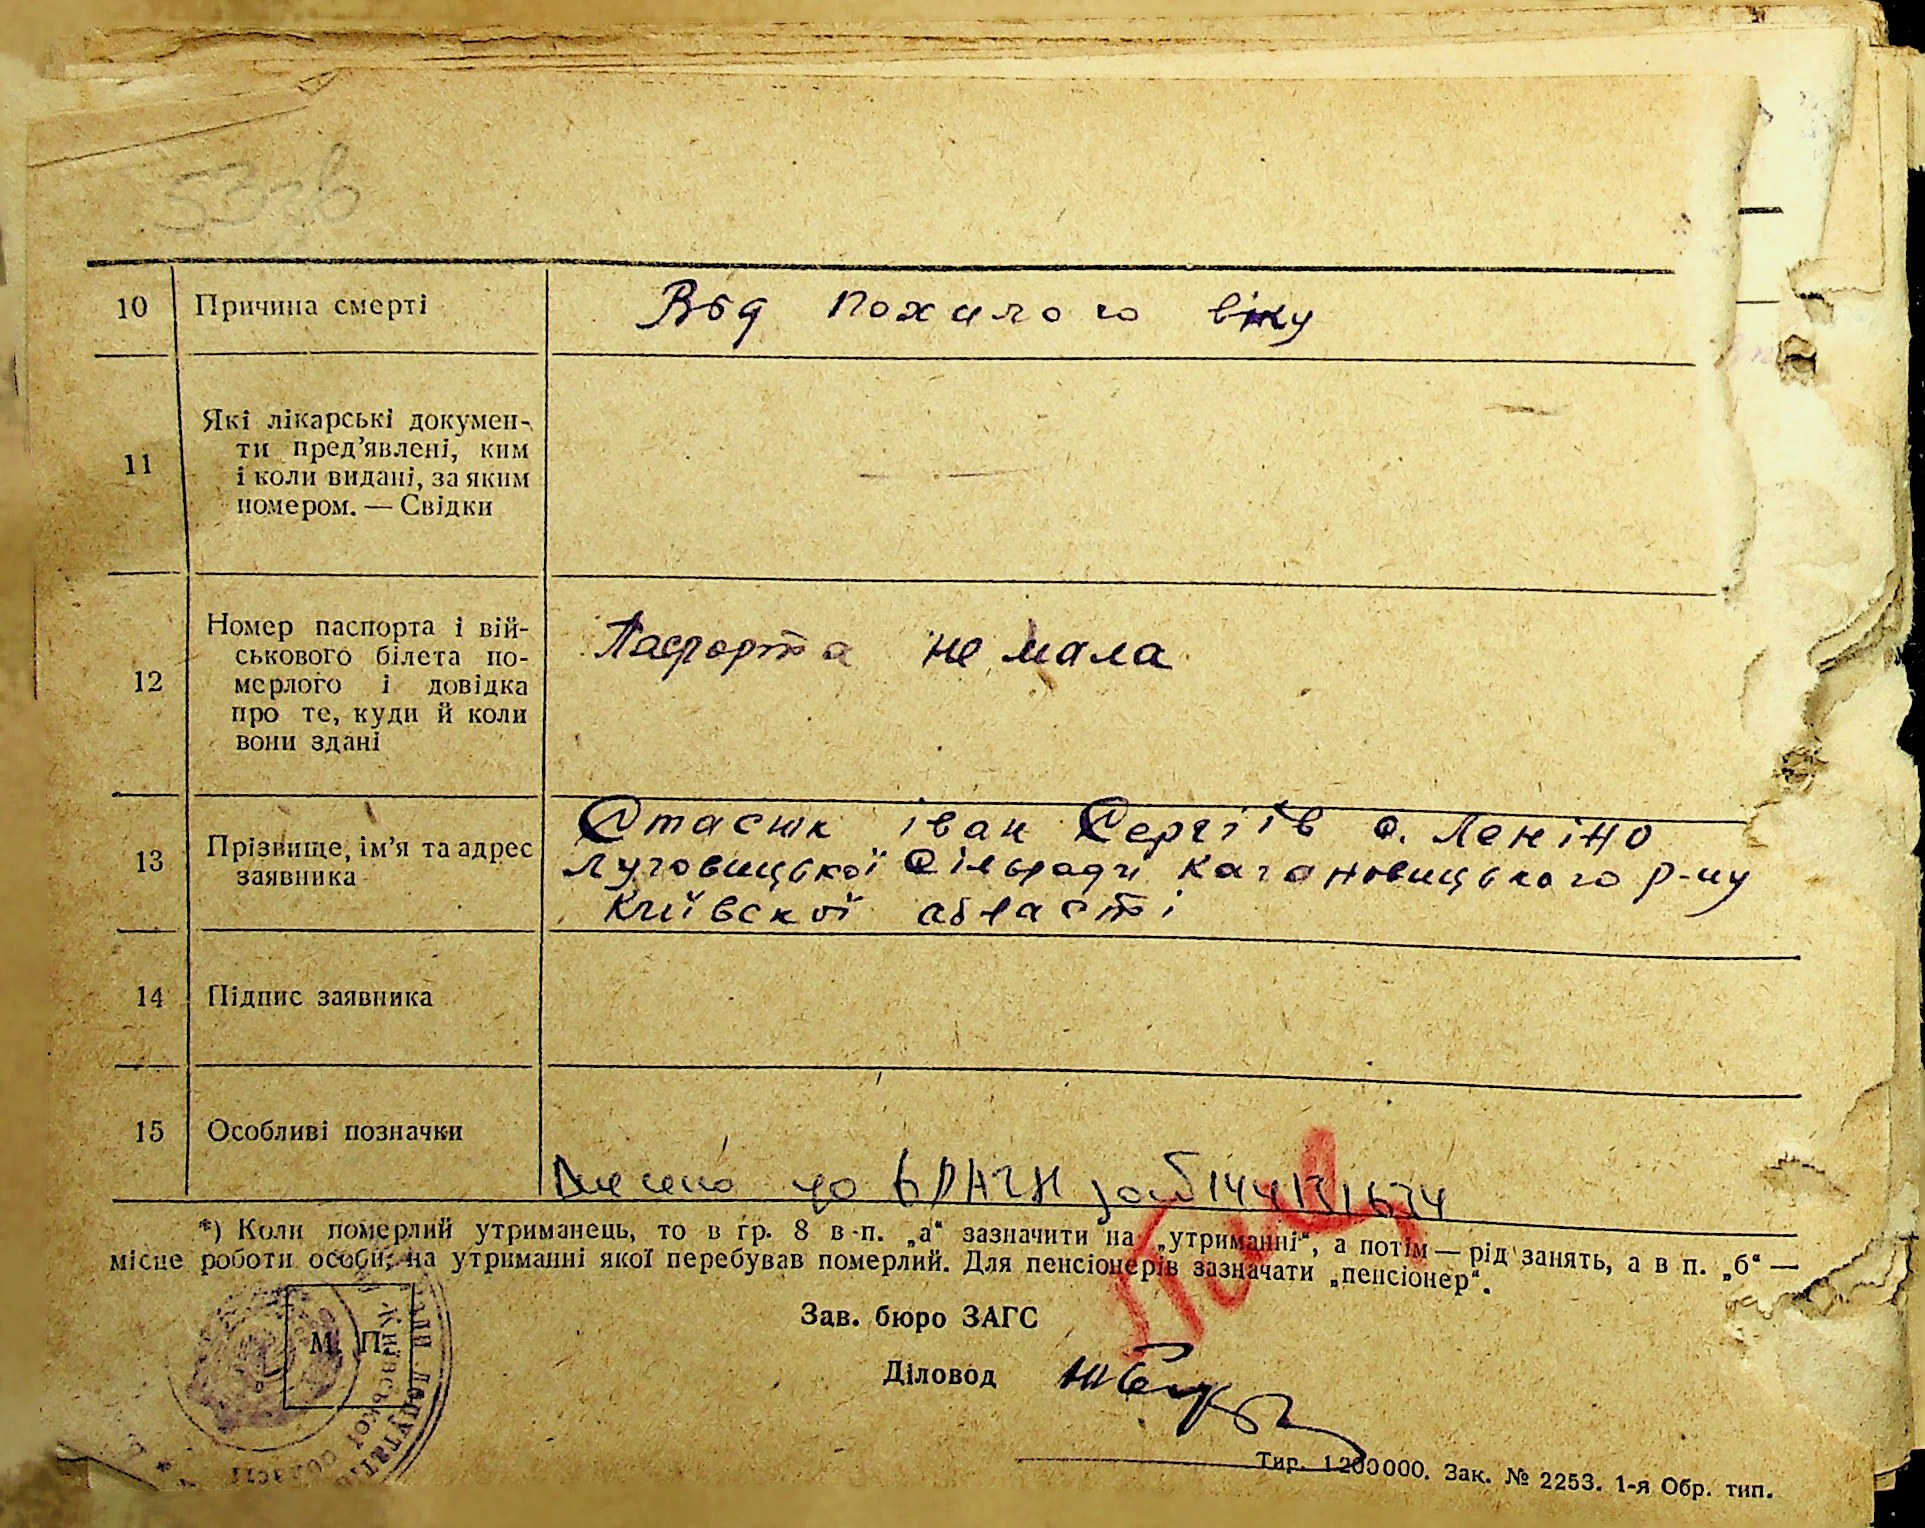 53зв
10 Причина смерті Від похилого віку
11 Які лікарські докумен-
ти пред’явлені, ким
і коли видані, за яким
номером. — Свідки —
12 Номер паспорта і вій-
ськового білета по-
мерлого і довідка
про те, куди й коли
вони здані
Паспорта не мала
13 Прізвище, ім’я та адрес
заявника
Стасюк іван Сергіїв с. Леніно
Луговицької сільради Кагановицького р-ну
Київскої області
14 Підпис заявника
15 Особливі позначки
Внесено до
*) Коли померлий утриманець, то в гр. 8 в п. „а“ зазначити на „утриманні“, а потім — рід занять, а в п. „б“ —
місце роботи особи, на утриманні якої перебував померлий. Для пенсіонерів зазначати „пенсіонер“.
Зав. бюро ЗАГС
М. П.
Київської області
Діловод
Тир. 1200000. Зак. № 2253. 1-я Обр. тип.